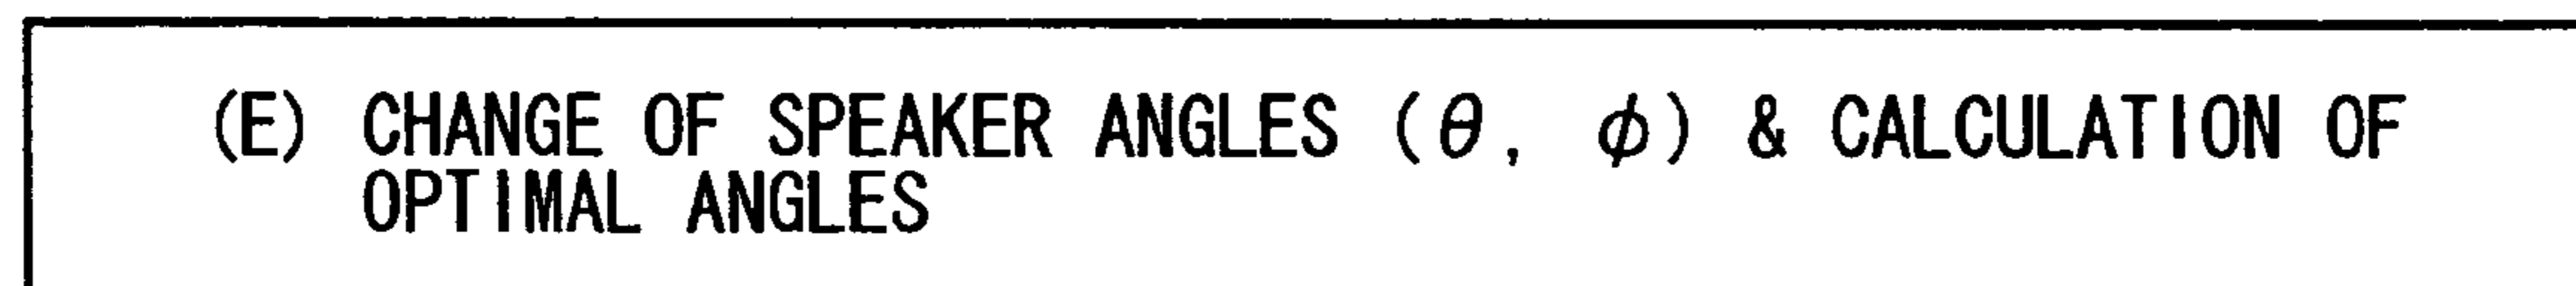 (E) CHANGE OF SPEAKER ANGLES (θ, φ) & CALCULATION OF
OPTIMAL ANGLES